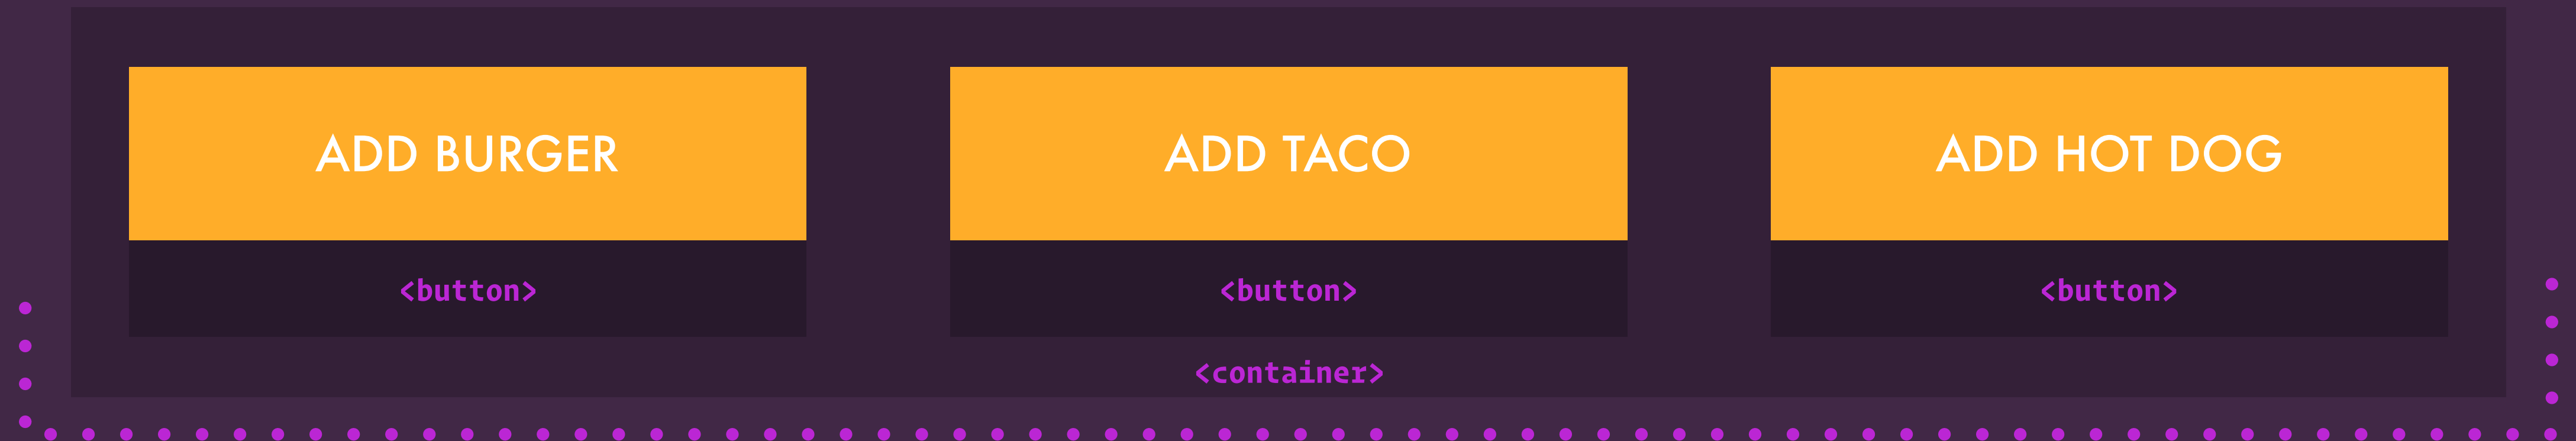 ADD BURGER
ADD TACO
ADD HOT DOG
<button>
<button>
<button>
<container>